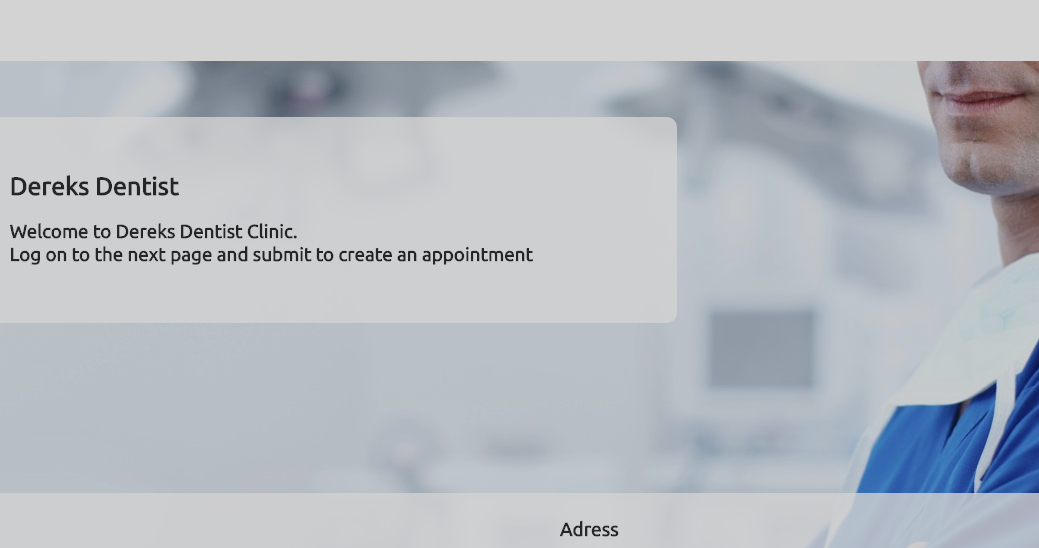 Dereks Dentist
Welcome to Dereks Dentist Clinic.
Log on to the next page and submit to create an appointment
Adress